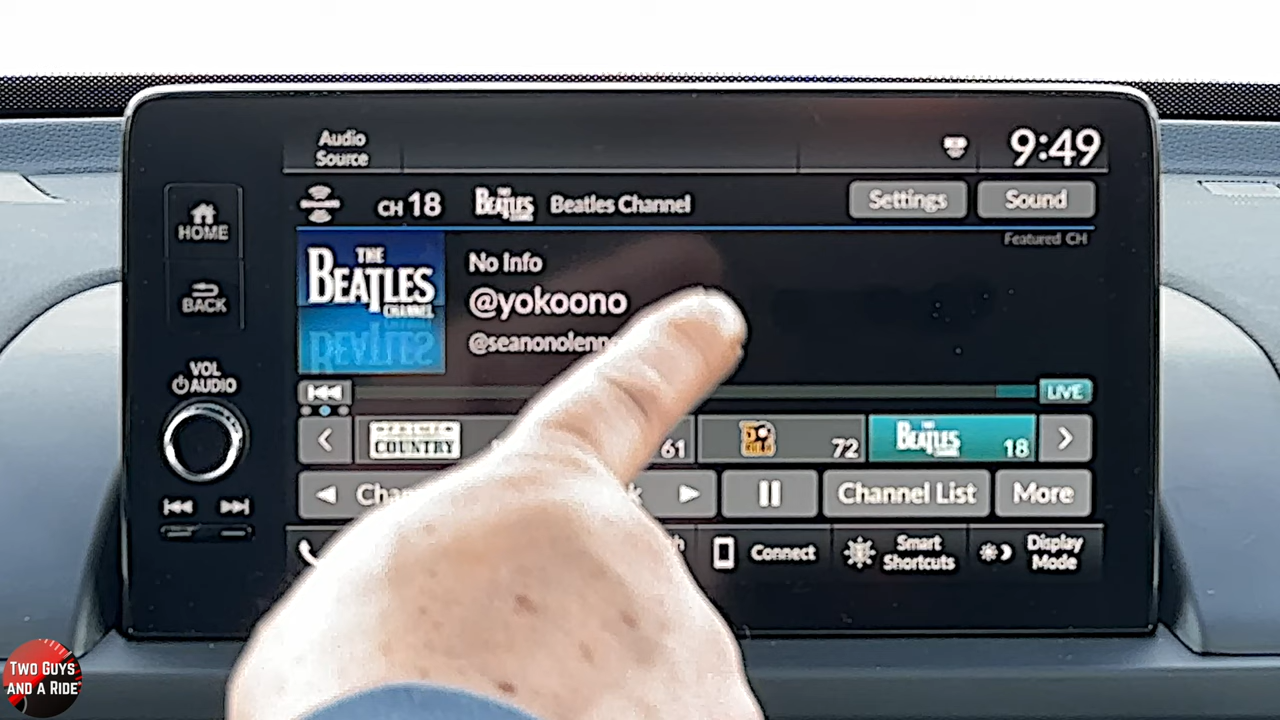 Audio
Source
9:49
CH 18
THE
BEATLES
Beatles Channel
Settings
Sound
Featured CH
HOME
THE
BEATLES
CHANNEL
No Info
@yokoono
BACK
VOL
AUDIO
LIVE
COUNTRY
61
72
THE
BEATLES
18
Channel List
More
Connect
Smart
Shortcuts
Display
Mode
TWO GUYS
AND A RIDE